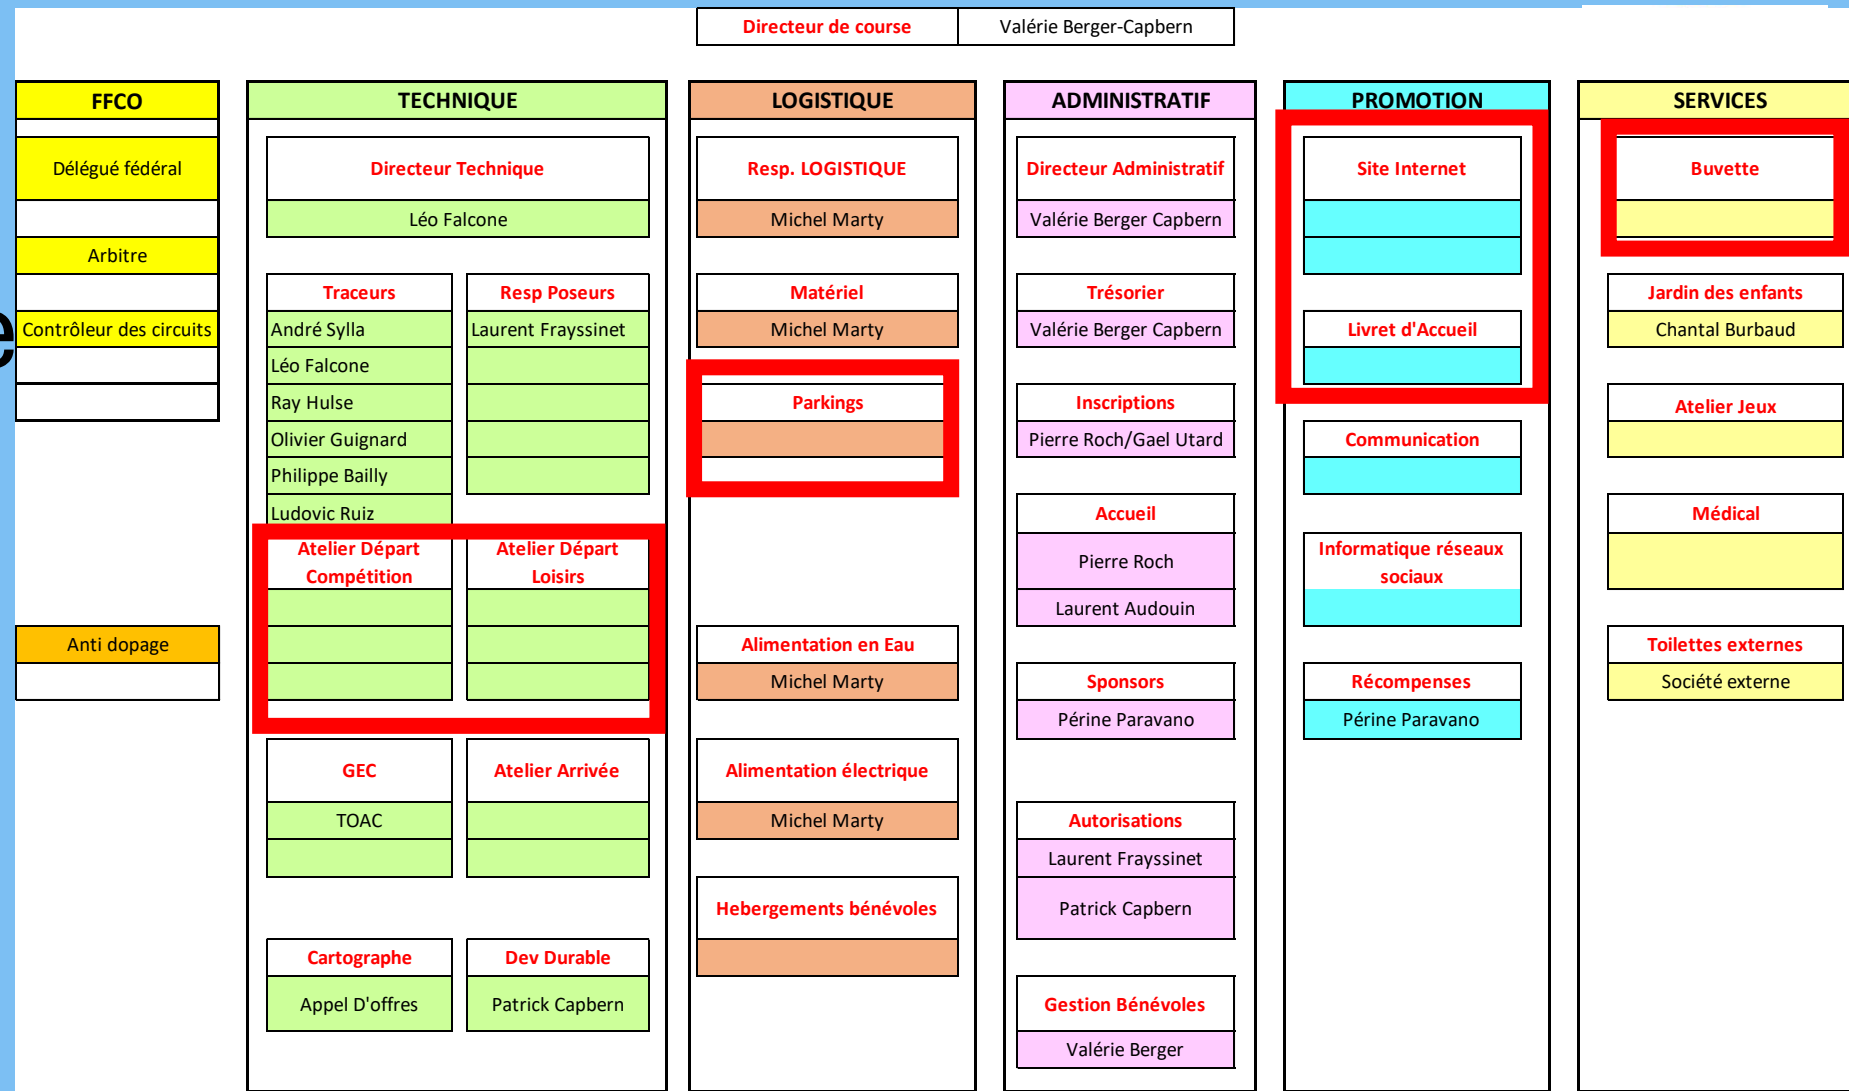 Directeur de course
Valérie Berger-Capbern
FFCO
Délégué fédéral
Arbitre
e
Contrôleur des circuits
Anti dopage
TECHNIQUE
Directeur Technique
Léo Falcone
Traceurs
André Sylla
Léo Falcone
Ray Hulse
Olivier Guignard
Philippe Bailly
Ludovic Ruiz
Resp Poseurs
Laurent Frayssinet
Atelier Départ
Compétition
Atelier Départ
Loisirs
GEC
TOAC
Atelier Arrivée
Cartographe
Appel D'offres
Dev Durable
Patrick Capbern
LOGISTIQUE
Resp. LOGISTIQUE
Michel Marty
Matériel
Michel Marty
Parkings
Alimentation en Eau
Michel Marty
Alimentation électrique
Michel Marty
Hebergements bénévoles
ADMINISTRATIF
Directeur Administratif
Valérie Berger Capbern
Trésorier
Valérie Berger Capbern
Inscriptions
Pierre Roch/Gael Utard
Accueil
Pierre Roch
Laurent Audouin
Sponsors
Périne Paravano
Autorisations
Laurent Frayssinet
Patrick Capbern
Gestion Bénévoles
Valérie Berger
PROMOTION
Site Internet
Livret d'Accueil
Communication
Informatique réseaux
sociaux
Récompenses
Périne Paravano
SERVICES
Buvette
Jardin des enfants
Chantal Burbaud
Atelier Jeux
Médical
Toilettes externes
Société externe